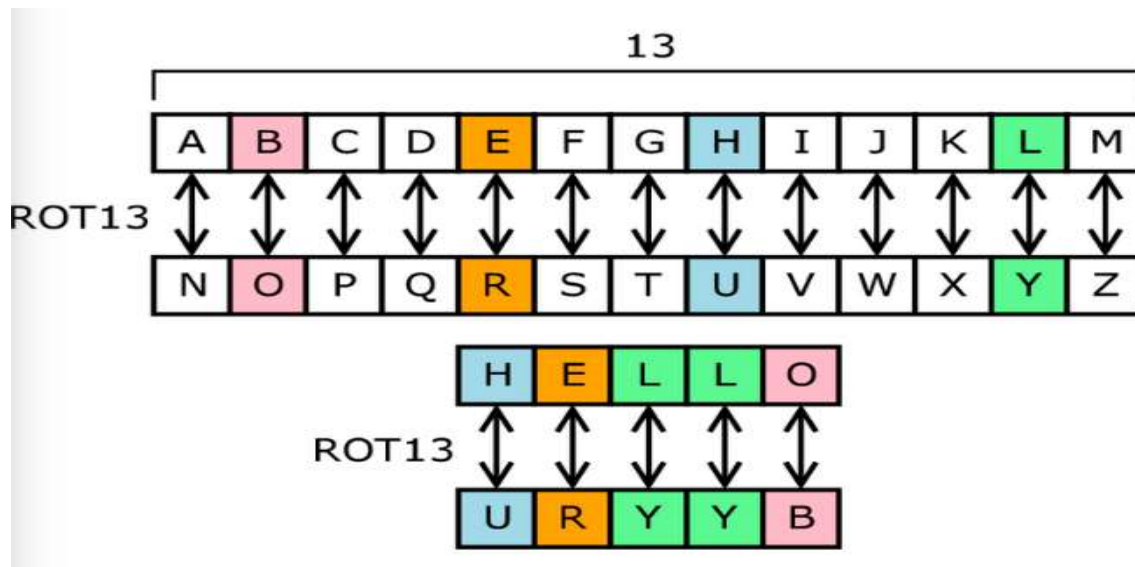 13
A B C D E F G H I J K L M
ROT13
N O P Q R S T U V W X Y Z
H E L L O
ROT13
U R Y Y B